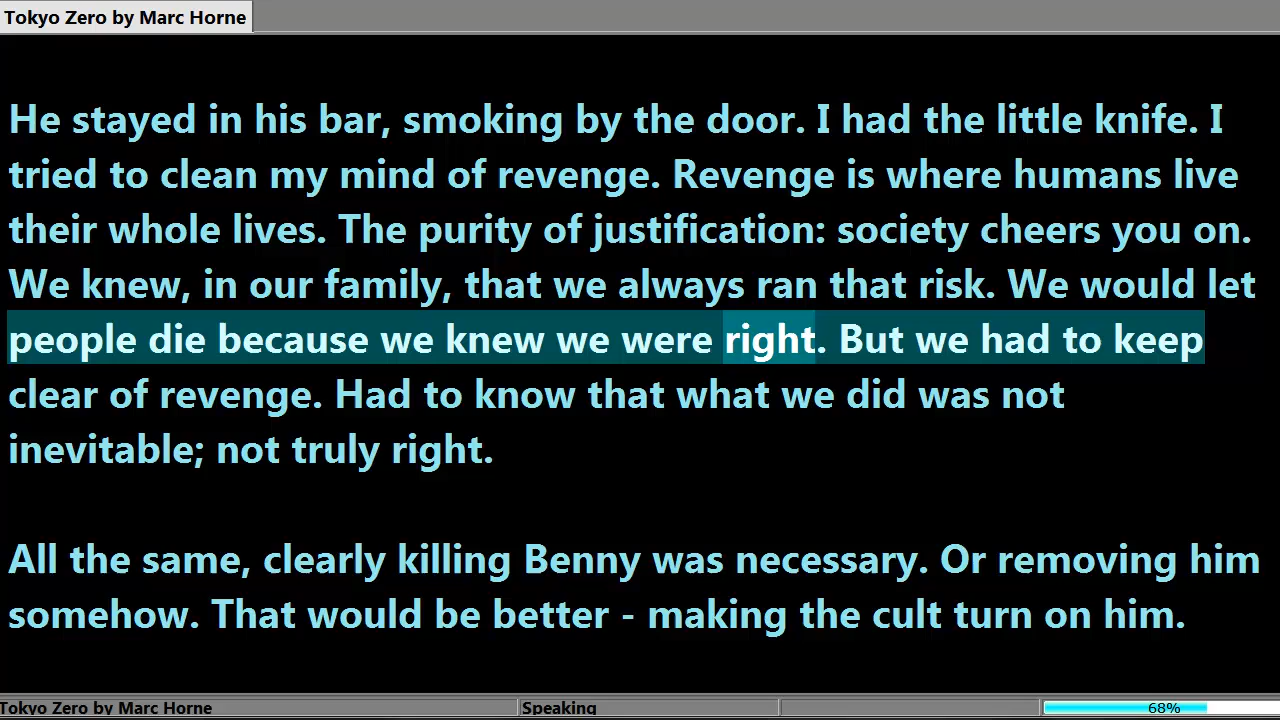 Tokyo Zero by Marc Horne
He stayed in his bar, smoking by the door. I had the little knife. I
tried to clean my mind of revenge. Revenge is where humans live
their whole lives. The purity of justification: society cheers you on.
We knew, in our family, that we always ran that risk. We would let
people die because we knew we were right. But we had to keep
clear of revenge. Had to know that what we did was not
inevitable; not truly right.
All the same, clearly killing Benny was necessary. Or removing him
somehow. That would be better - making the cult turn on him.
Tokyo Zero by Marc Horne
Speaking
68%